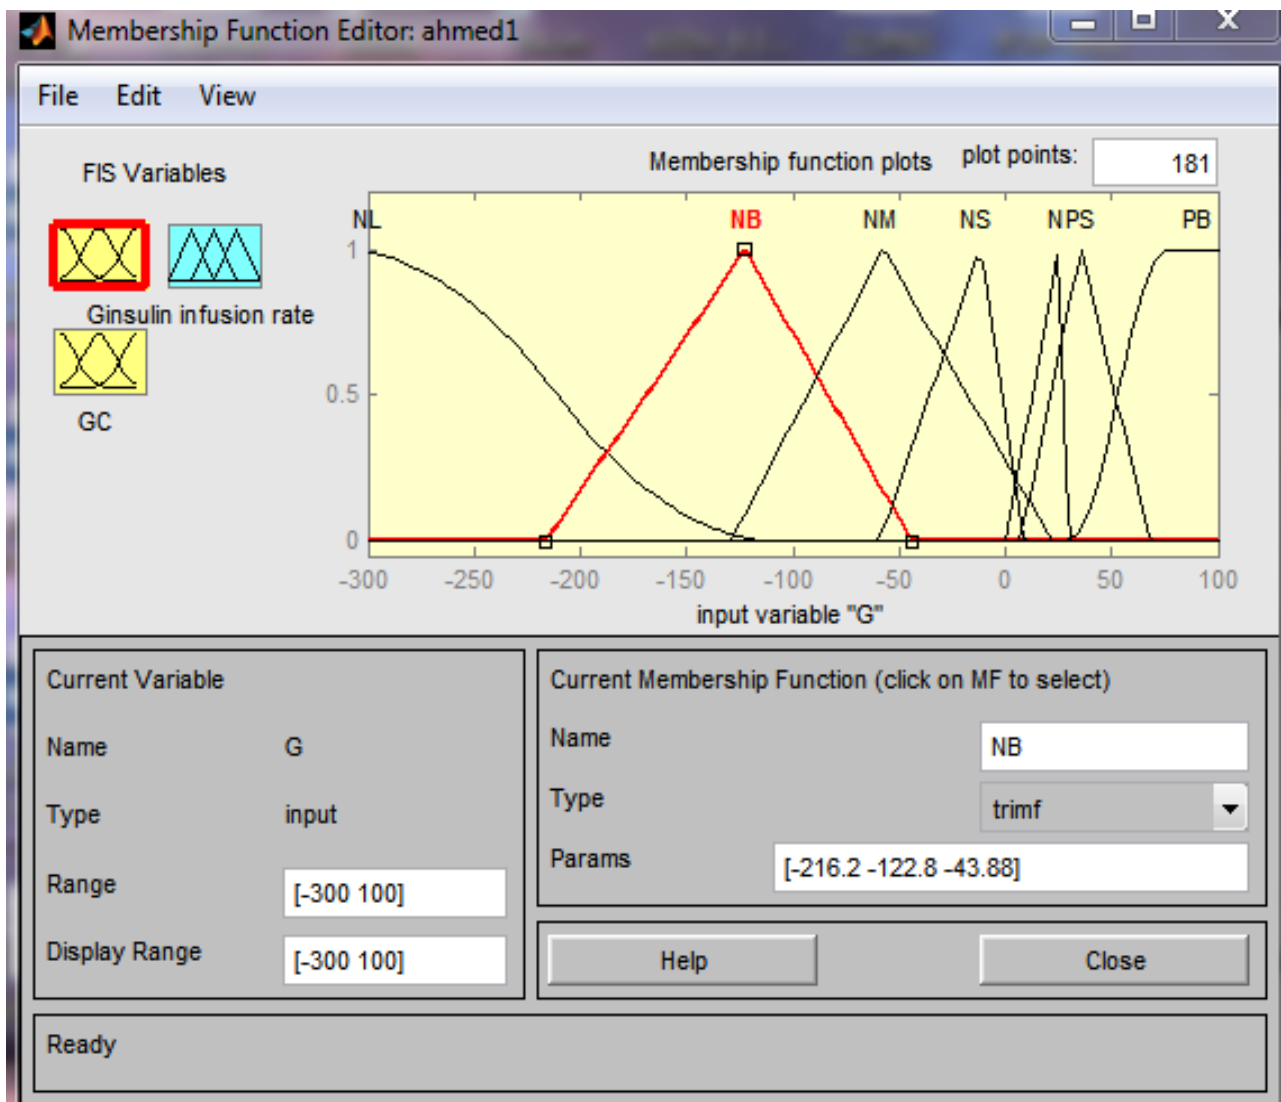 Membership Function Editor: ahmed1
File Edit View
FIS Variables
Membership function plots plot points: 181
NL NB NM NS NPS PB
1
0.5
0
-300 -250 -200 -150 -100 -50 0 50 100
input variable "G"
Ginsulin infusion rate
GC
Current Variable
Name G
Type input
Range [-300 100]
Display Range [-300 100]
Current Membership Function (click on MF to select)
Name NB
Type trimf
Params [-216.2 -122.8 -43.88]
Help Close
Ready